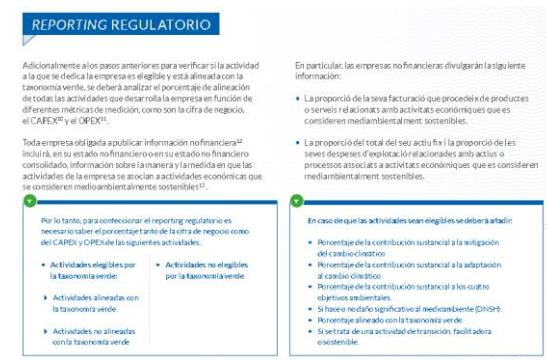 REPORTING REGULATORIO
Adicionalmente a los pasos anteriores para verificar si la actividad
a la que se dedica la empresa es elegible y está alineada con la
taxonomía verde, se deberá analizar el porcentaje de alineación
de todas las actividades que desarrolla la empresa en función de
diferentes métricas de medición, como son la cifra de negocio,
el CAPEX¹⁰ y el OPEX¹¹.
Toda empresa obligada a publicar información no financiera¹²
incluirá, en su estado no financiero o en su estado no financiero
consolidado, información sobre la manera y la medida en que las
actividades de la empresa se asocian a actividades económicas que
se consideren medioambientalmente sostenibles¹³.
En particular, las empresas no financieras divulgarán la siguiente
información:
• La proporció de la seva facturació que procedeix de productes
o serveis relacionats amb activitats econòmiques que es
consideren mediambientalment sostenibles.
• La proporció del total del seu actiu fix i la proporció de les
seves despeses d'explotació relacionades amb actius o
processos associats a activitats econòmiques que es consideren
mediambientalment sostenibles.
Por lo tanto, para confeccionar el reporting regulatorio es
necesario saber el porcentaje tanto de la cifra de negocio como
del CAPEX y OPEX de las siguientes actividades:
• Actividades elegibles por
la taxonomía verde:
Actividades alineadas con
la taxonomía verde.
Actividades no alineadas
con la taxonomía verde
• Actividades no elegibles
por la taxonomía verde.
En caso de que las actividades sean elegibles se deberá añadir:
• Porcentaje de la contribución sustancial a la mitigación
del cambio climático
• Porcentaje de la contribución sustancial a la adaptación
al cambio climático.
• Porcentaje de la contribución sustancial a los cuatro
objetivos ambientales.
• Si hace o no daño significativo al medioambiente (DNSH).
• Porcentaje alineado con la taxonomía verde.
• Si se trata de una actividad de transición, facilitadora
o sostenible.